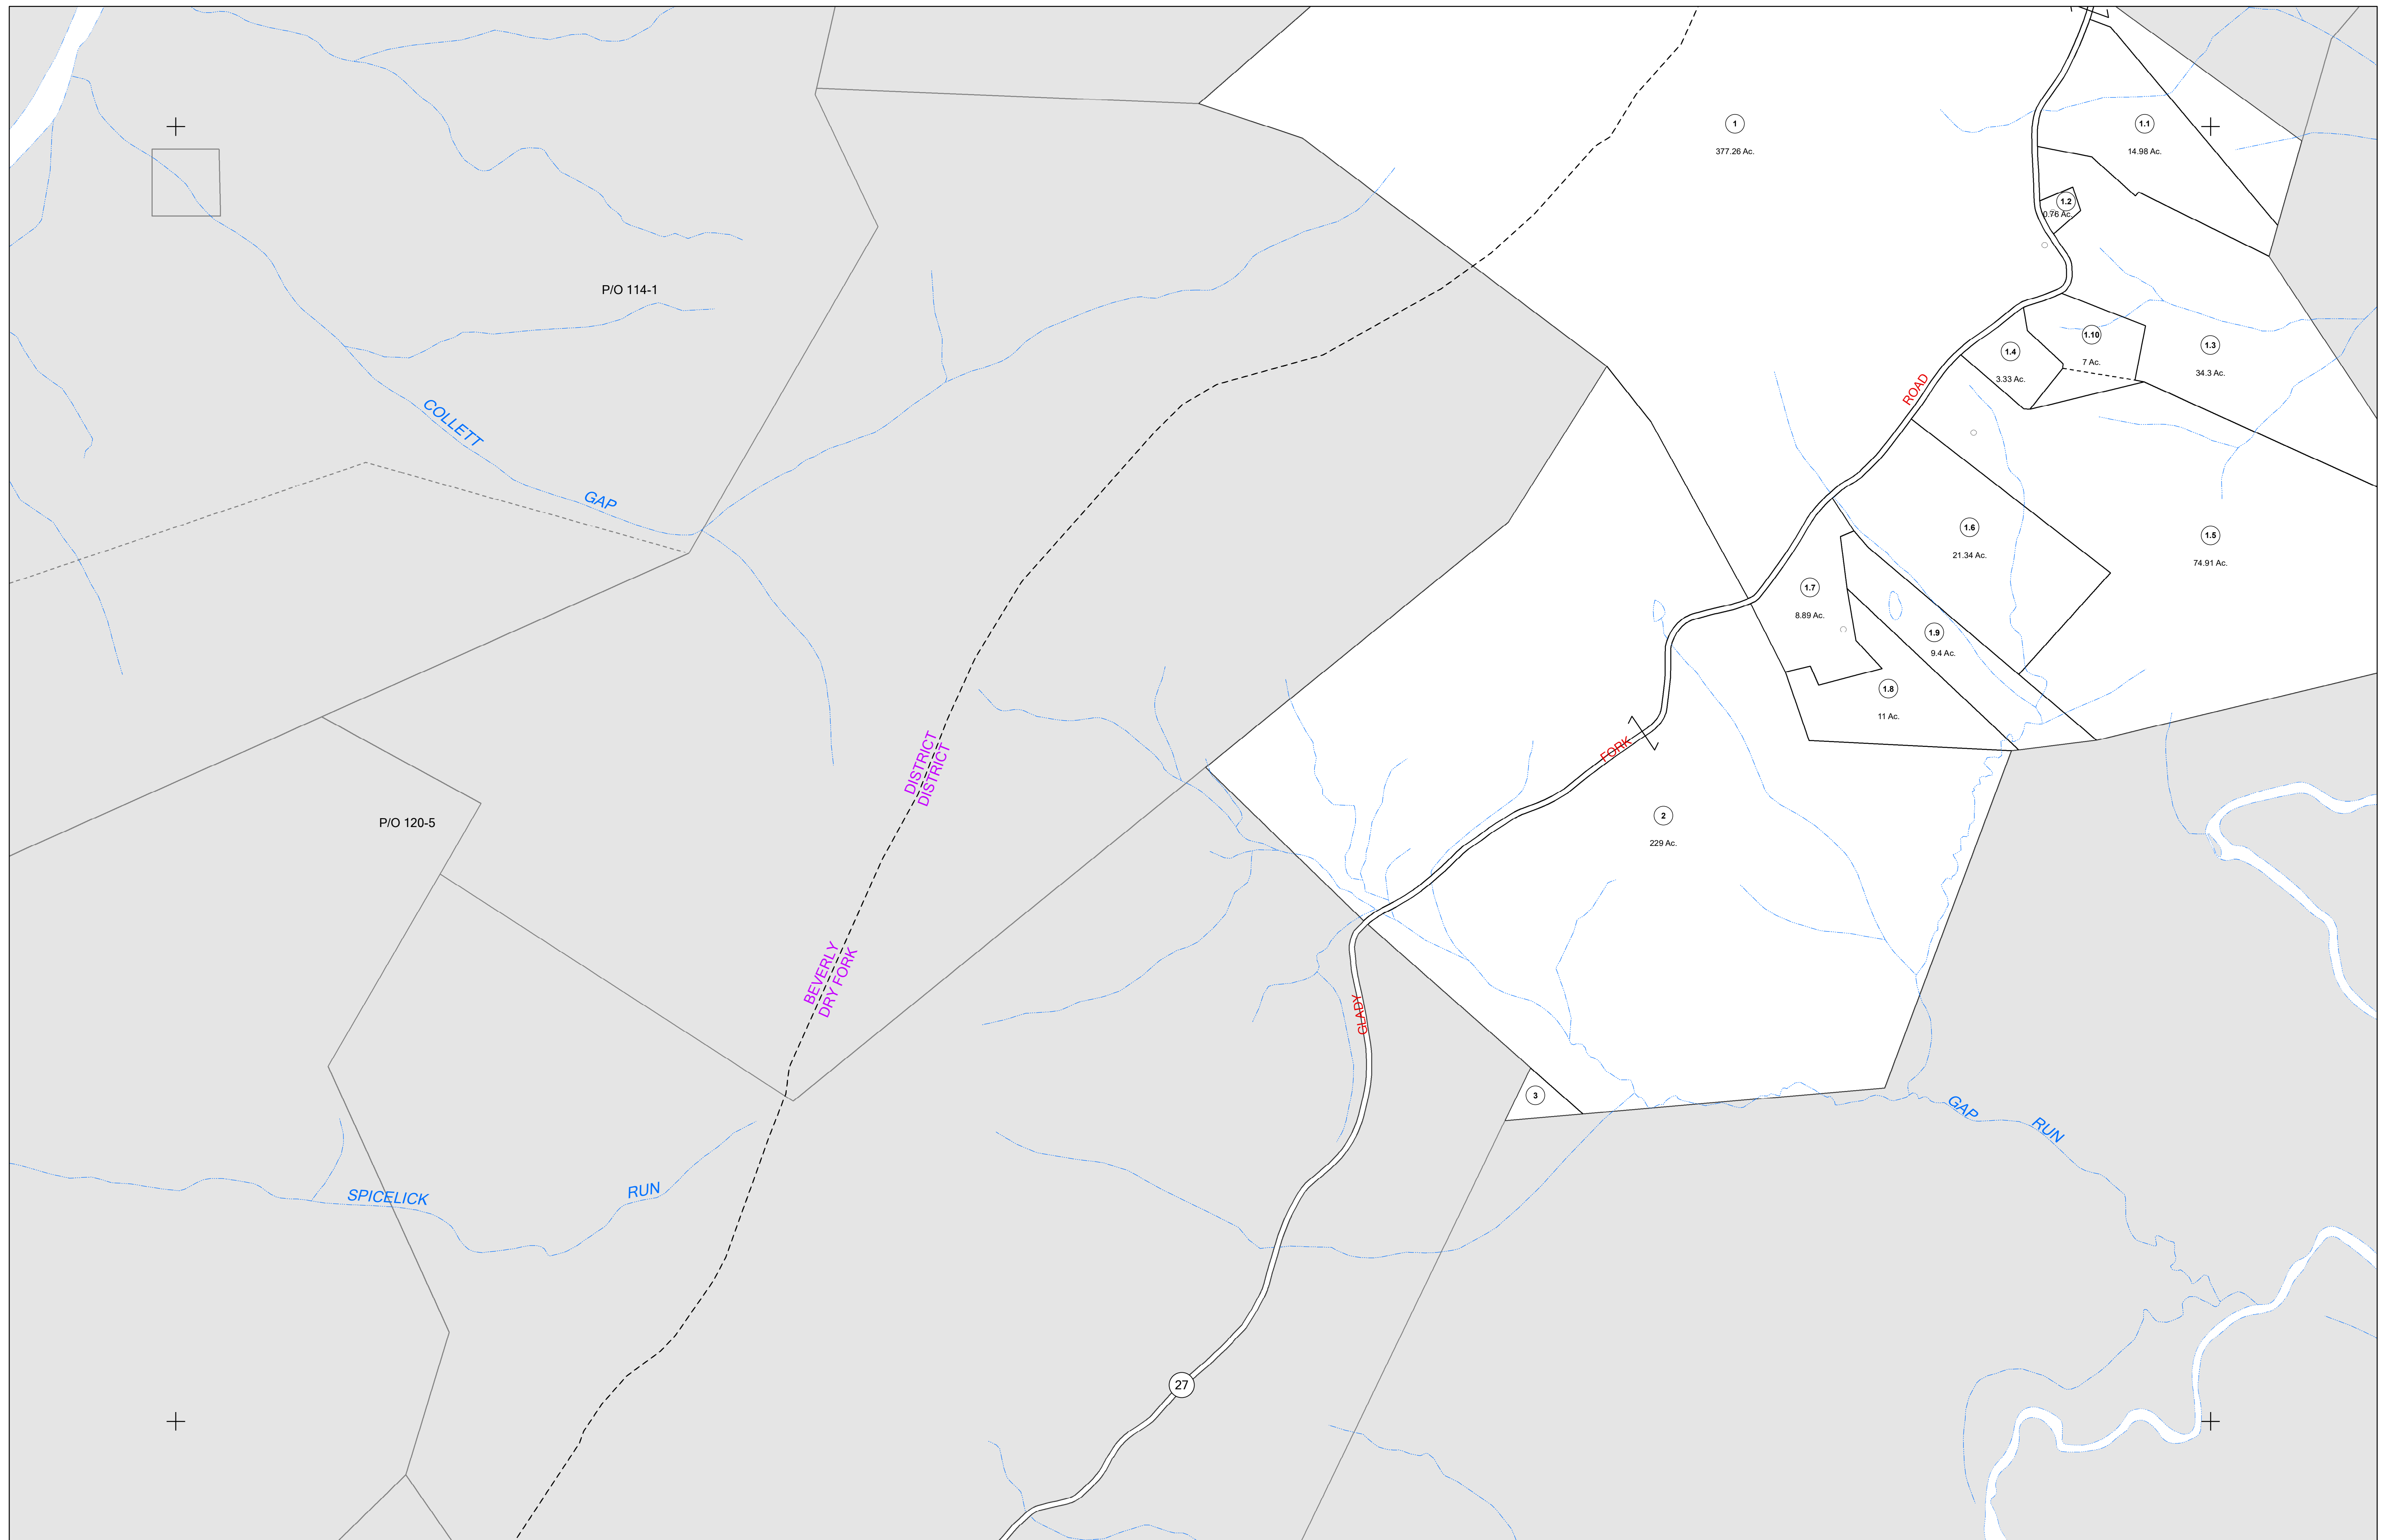 1
377.26 Ac.
1.1
14.98 Ac.
1.2
0.76 Ac.
P/O 114-1
1.10
7 Ac.
1.3
34.3 Ac.
1.4
3.33 Ac.
ROAD
COLLETT
GAP
1.6
21.34 Ac.
1.5
74.91 Ac.
1.7
8.89 Ac.
1.9
9.4 Ac.
1.8
11 Ac.
FORK
DISTRICT
DISTRICT
2
229 Ac.
P/O 120-5
BEVERLY
DRY FORK
GLADY
3
GAP
RUN
SPICELICK
RUN
27